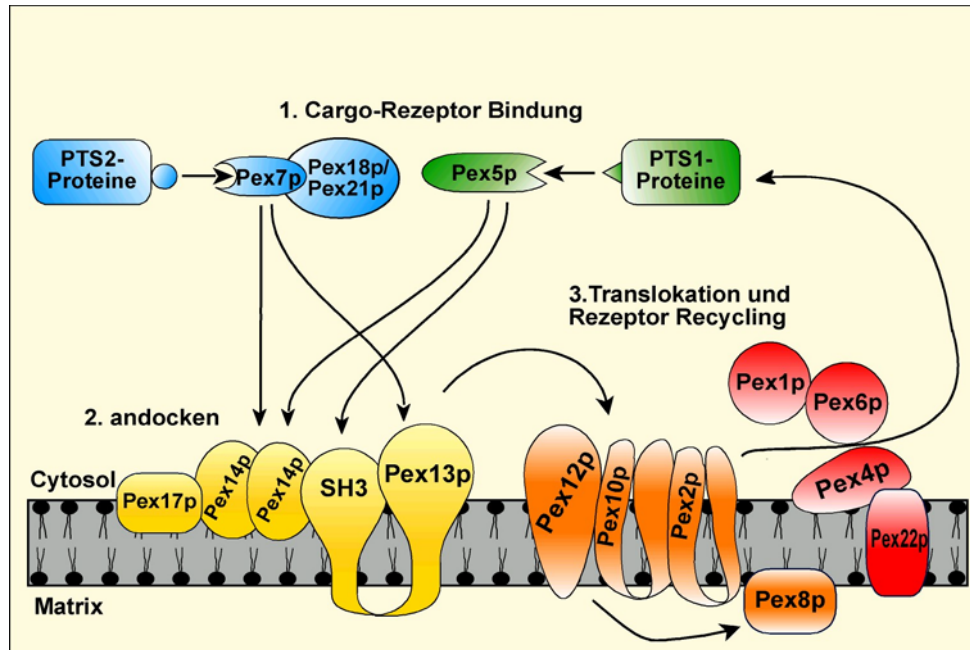 1. Cargo-Rezeptor Bindung
PTS2-
Proteine
Pex7p
Pex18p/
Pex21p
Pex5p
PTS1-
Proteine
3.Translokation und
Rezeptor Recycling
Pex1p
Pex6p
2. andocken
Cytosol
Pex17p
Pex14p
Pex14p
SH3
Pex13p
Pex12p
Pex10p
Pex2p
Pex4p
Pex22p
Matrix
Pex8p